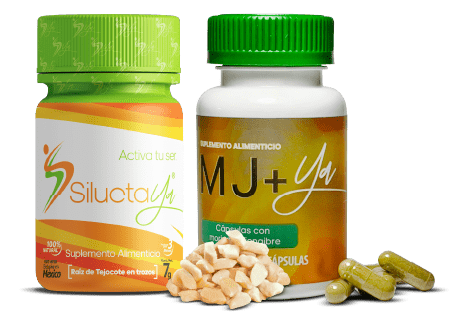 Activa tu ser
Silucta Ya
100%
Suplemento Alimenticio
México
[Raíz de Tejocote en trozos]
7g
SUPLEMENTO ALIMENTICIO
MJ+ Ya
Cápsulas con
CÁPSULAS